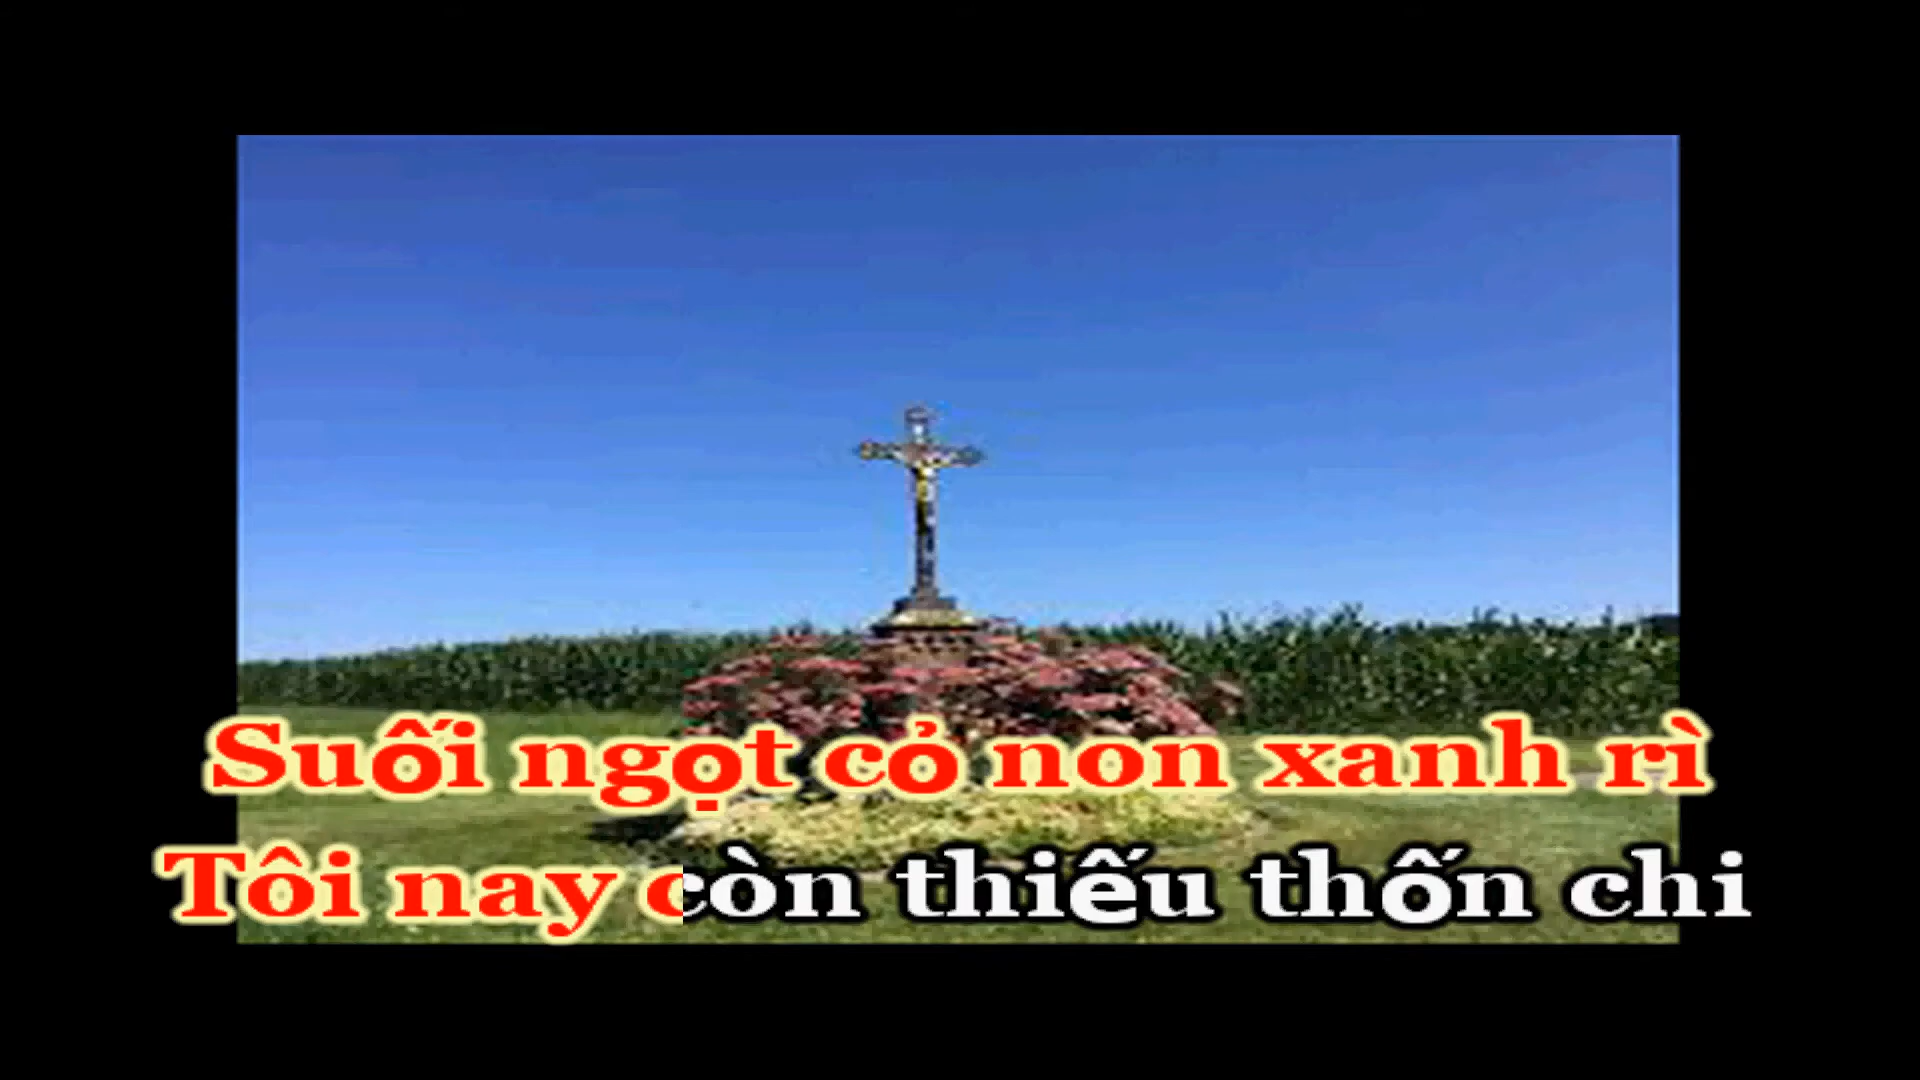 Suối ngọt cỏ non xanh rì
Tôi nay còn thiếu thốn chi